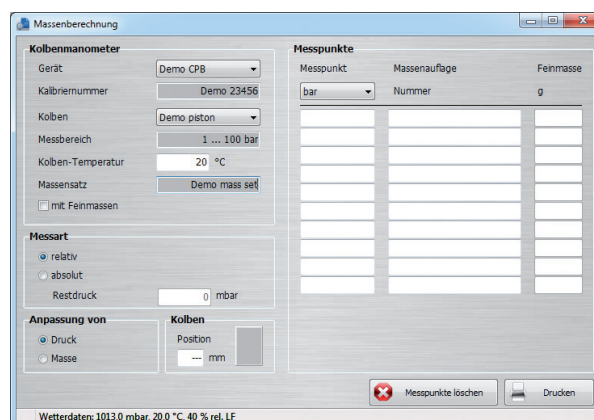 Massenberechnung
Kolbenmanometer
Gerät Demo CPB
Kalibriernummer Demo 23456
Kolben Demo piston
Messbereich 1 ... 100 bar
Kolben-Temperatur 20 °C
Massensatz Demo mass set
mit Feinmassen
Messart
relativ
absolut
Restdruck 0 mbar
Anpassung von
Druck
Masse
Kolben
Position
--- mm
Messpunkte
Messpunkt Massenauflage Feinmasse
bar Nummer g
Messpunkte löschen Drucken
Wetterdaten: 1013.0 mbar, 20.0 °C, 40 % rel. LF